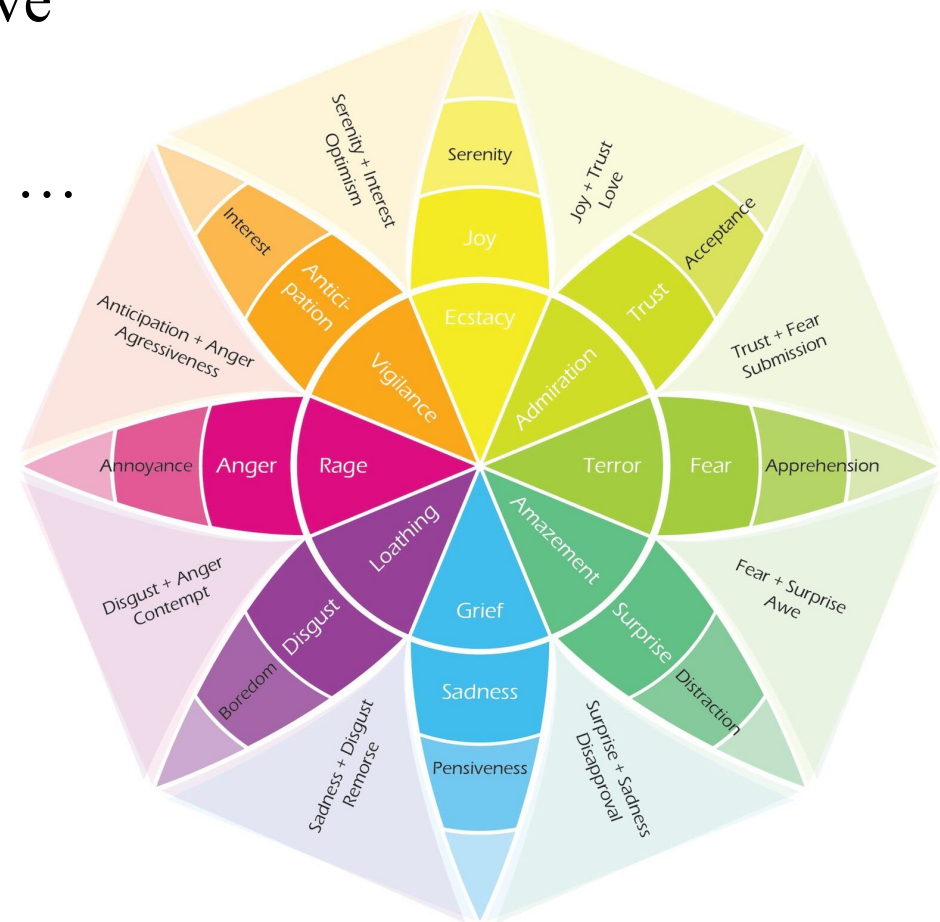 ve
…
Serenity + Interest
Optimism
Joy + Trust
Love
Serenity
Joy
Ecstacy
Interest
Antici-
pation
Vigilance
Acceptance
Trust
Admiration
Anticipation + Anger
Agressiveness
Trust + Fear
Submission
Annoyance
Anger
Rage
Terror
Fear
Apprehension
Loathing
Disgust
Boredom
Grief
Sadness
Pensiveness
Amazement
Surprise
Distraction
Disgust + Anger
Contempt
Fear + Surprise
Awe
Sadness + Disgust
Remorse
Surprise + Sadness
Disapproval